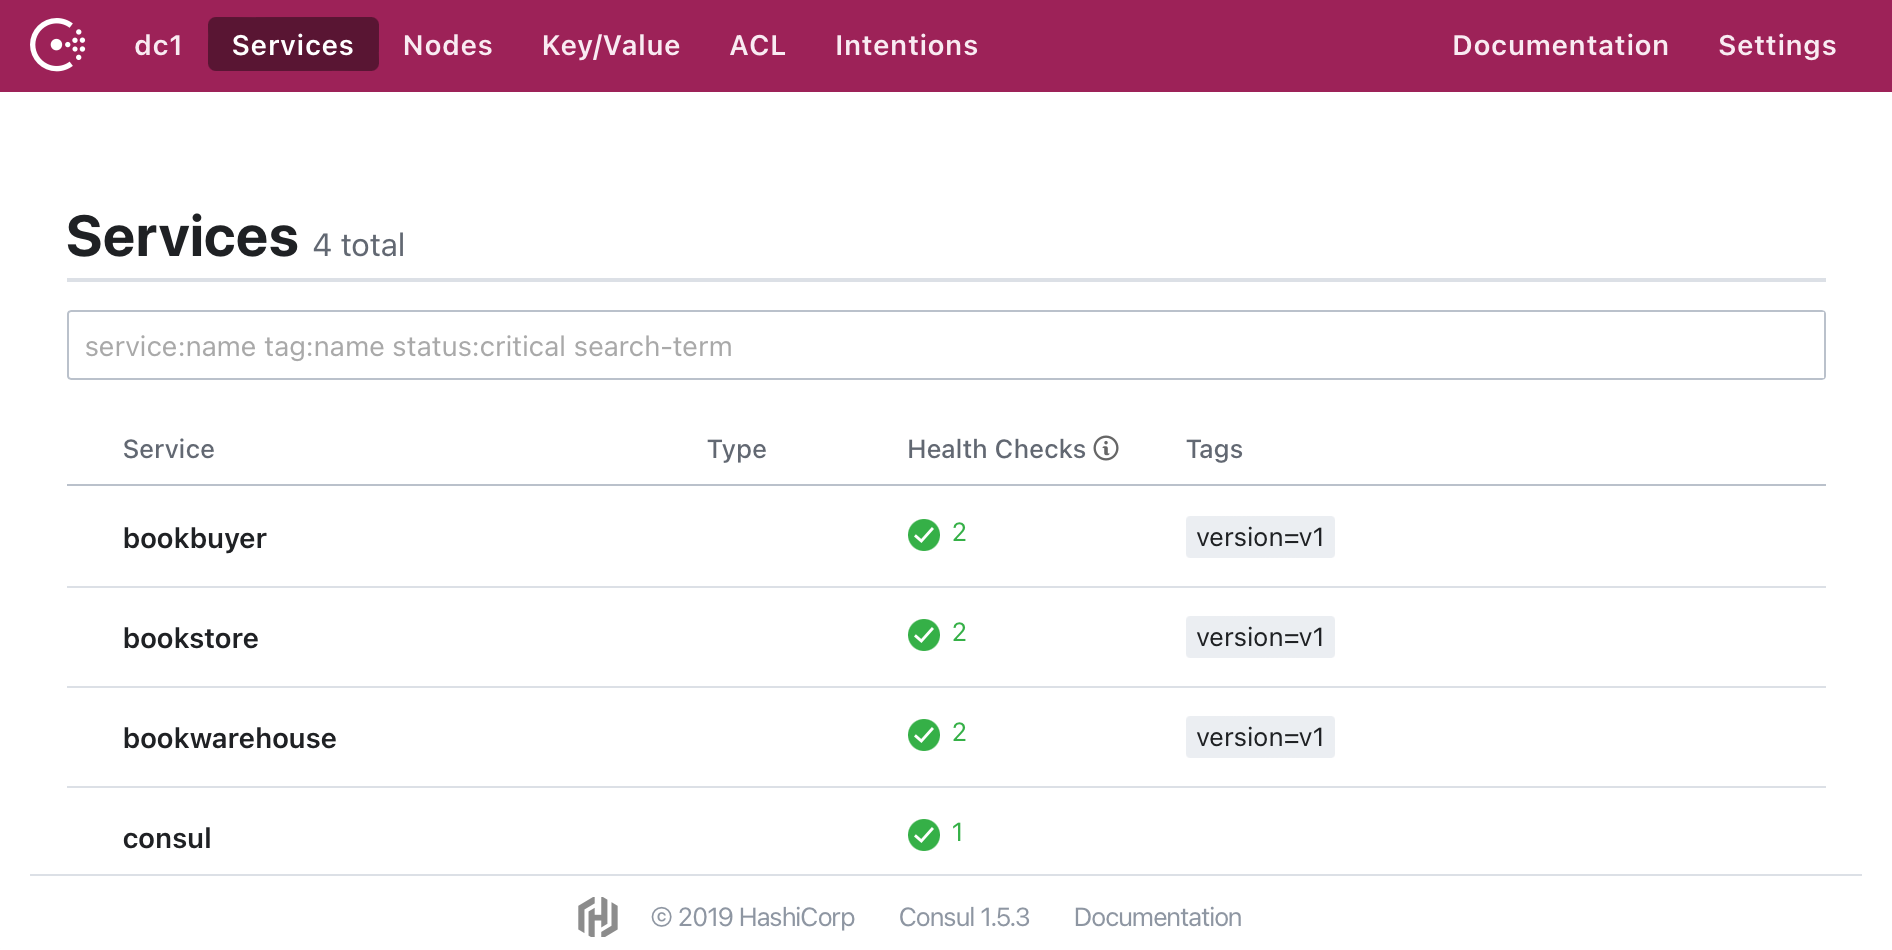 dc1 Services Nodes Key/Value ACL Intentions Documentation Settings
Services 4 total
service:name tag:name status:critical search-term
Service Type Health Checks Tags
bookbuyer 2 version=v1
bookstore 2 version=v1
bookwarehouse 2 version=v1
consul 1
© 2019 HashiCorp Consul 1.5.3 Documentation